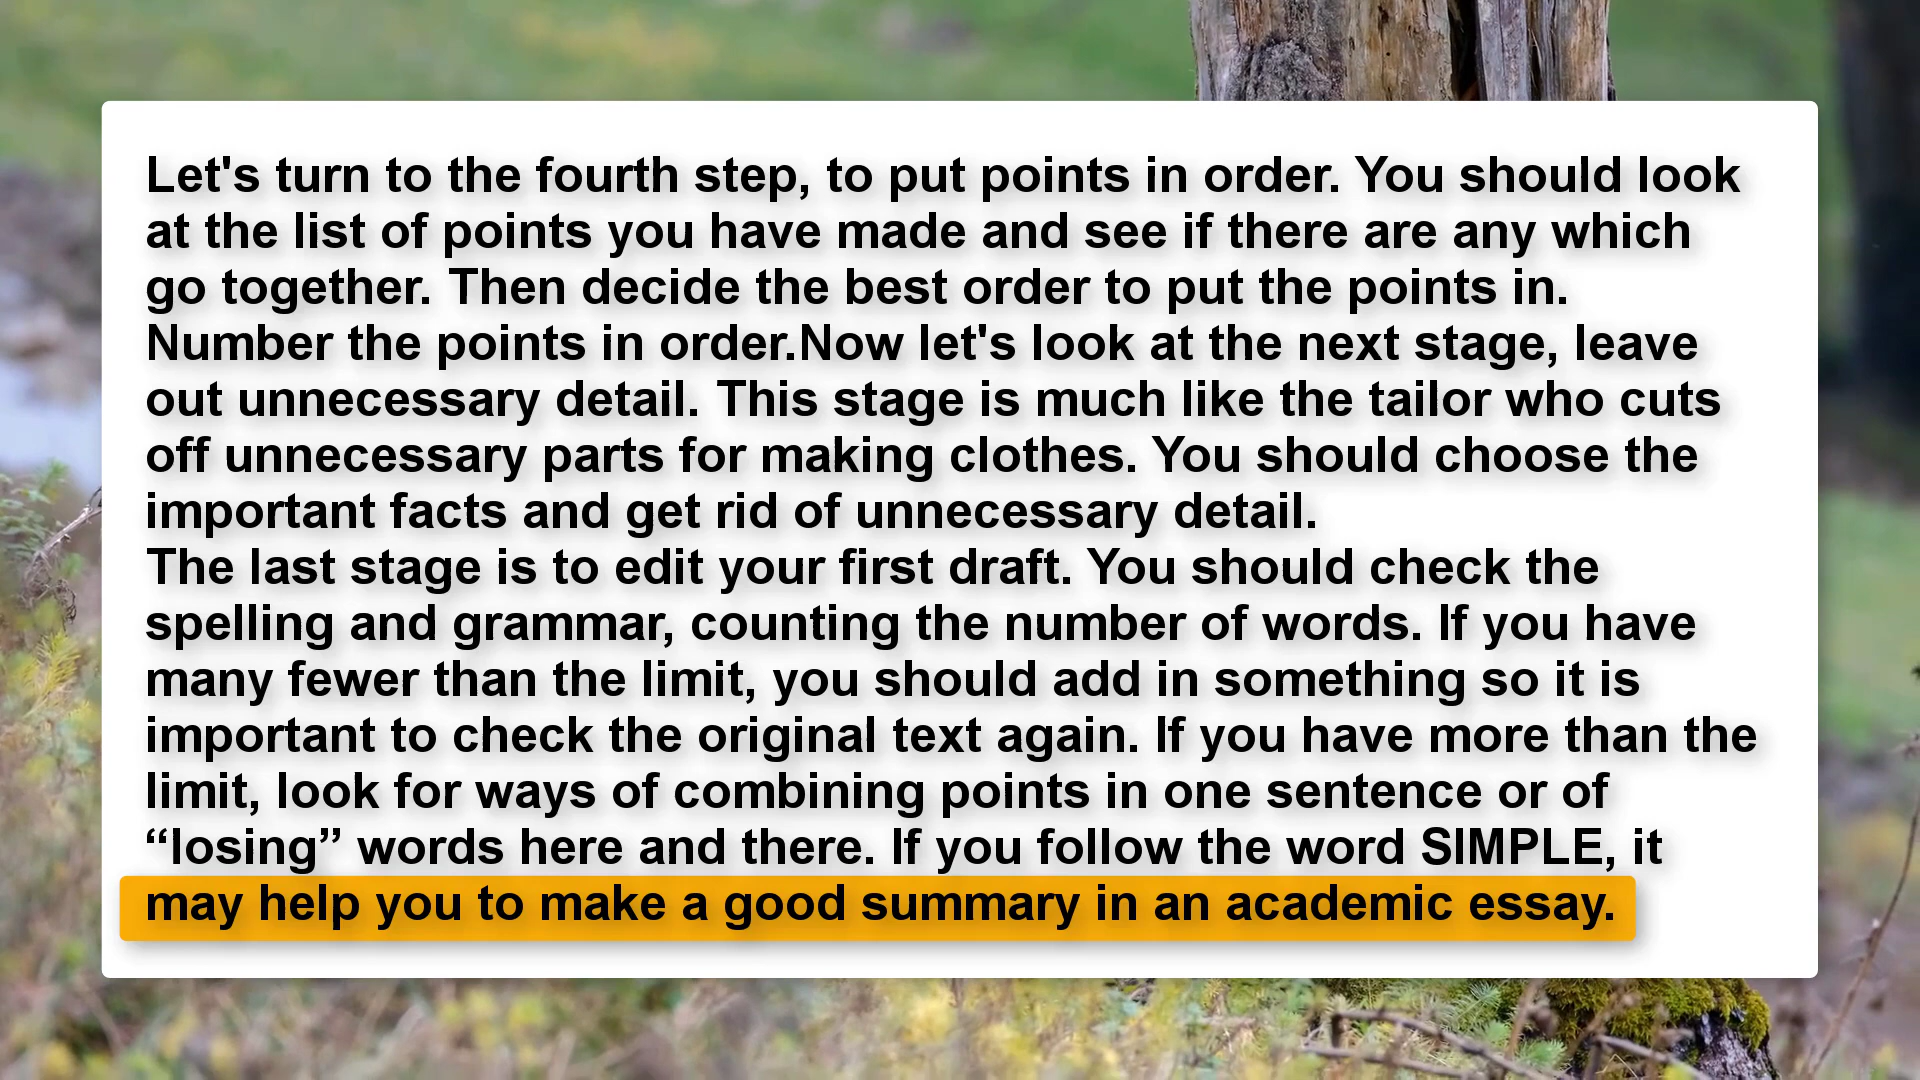 Let's turn to the fourth step, to put points in order. You should look
at the list of points you have made and see if there are any which
go together. Then decide the best order to put the points in.
Number the points in order.Now let's look at the next stage, leave
out unnecessary detail. This stage is much like the tailor who cuts
off unnecessary parts for making clothes. You should choose the
important facts and get rid of unnecessary detail.
The last stage is to edit your first draft. You should check the
spelling and grammar, counting the number of words. If you have
many fewer than the limit, you should add in something so it is
important to check the original text again. If you have more than the
limit, look for ways of combining points in one sentence or of
“losing” words here and there. If you follow the word SIMPLE, it
may help you to make a good summary in an academic essay.